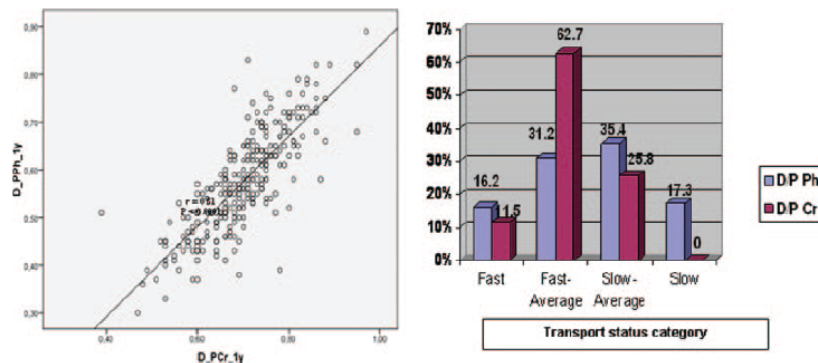 D_PPh_1y
0,90
0,80
0,70
0,60
0,50
0,40
0,30
0,40
0,60
0,80
1,00
D_PCr_1y
70%
60%
50%
40%
30%
20%
10%
0%
16.2
11.5
31.2
62.7
35.4
25.8
17.3
0
Fast
Fast-
Average
Slow-
Average
Slow
D/P Ph
D/P Cr
Transport status category